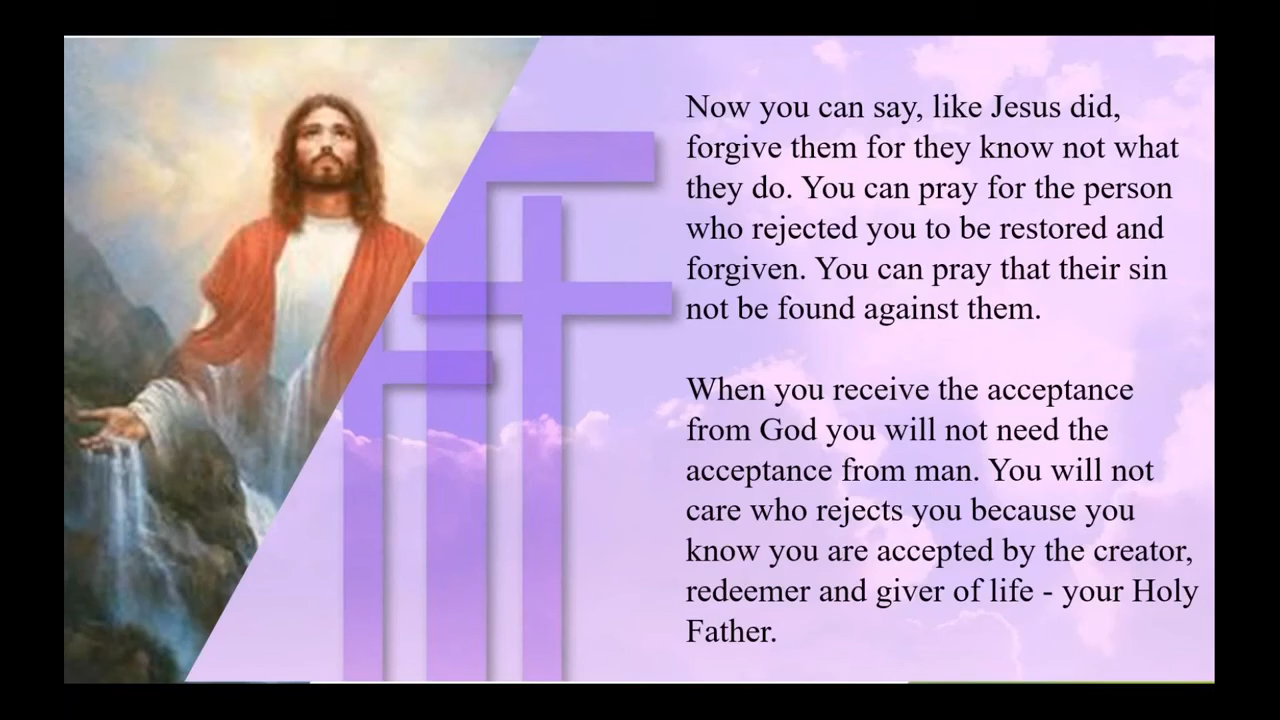 Now you can say, like Jesus did,
forgive them for they know not what
they do. You can pray for the person
who rejected you to be restored and
forgiven. You can pray that their sin
not be found against them.
When you receive the acceptance
from God you will not need the
acceptance from man. You will not
care who rejects you because you
know you are accepted by the creator,
redeemer and giver of life - your Holy
Father.